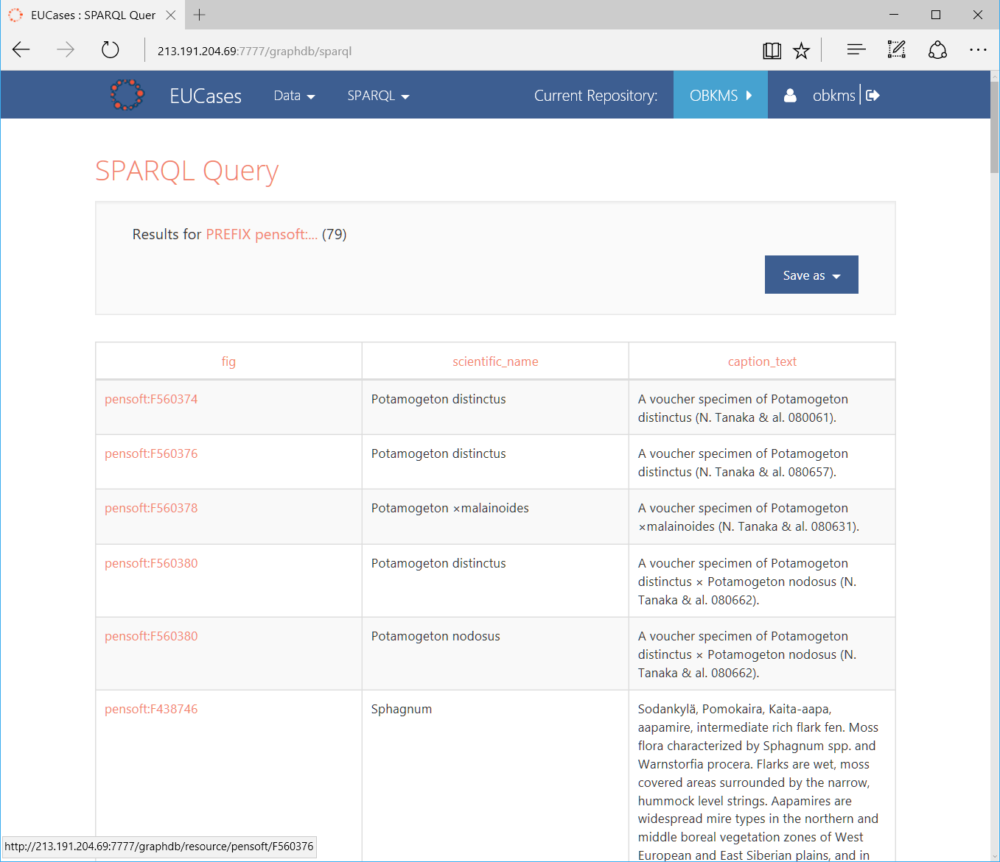 EUCases : SPARQL Quer
213.191.204.69:7777/graphdb/sparql
EUCases Data SPARQL Current Repository: OBKMS obkms
SPARQL Query
Results for PREFIX pensoft:... (79)
Save as
fig scientific_name caption_text
pensoft:F560374 Potamogeton distinctus A voucher specimen of Potamogeton
distinctus (N. Tanaka & al. 080061).
pensoft:F560376 Potamogeton distinctus A voucher specimen of Potamogeton
distinctus (N. Tanaka & al. 080657).
pensoft:F560378 Potamogeton ×malainoides A voucher specimen of Potamogeton
×malainoides (N. Tanaka & al. 080631).
pensoft:F560380 Potamogeton distinctus A voucher specimen of Potamogeton
distinctus × Potamogeton nodosus (N.
Tanaka & al. 080662).
pensoft:F560380 Potamogeton nodosus A voucher specimen of Potamogeton
distinctus × Potamogeton nodosus (N.
Tanaka & al. 080662).
pensoft:F438746 Sphagnum Sodankylä, Pomokaira, Kaita-aapa,
aapamire, intermediate rich flark fen. Moss
flora characterized by Sphagnum spp. and
Warnstorfia procera. Flarks are wet, moss
covered areas surrounded by the narrow,
hummock level strings. Aapamires are
widespread mire types in the northern and
middle boreal vegetation zones of West
European and East Siberian plains, and in
http://213.191.204.69:7777/graphdb/resource/pensoft/F560376